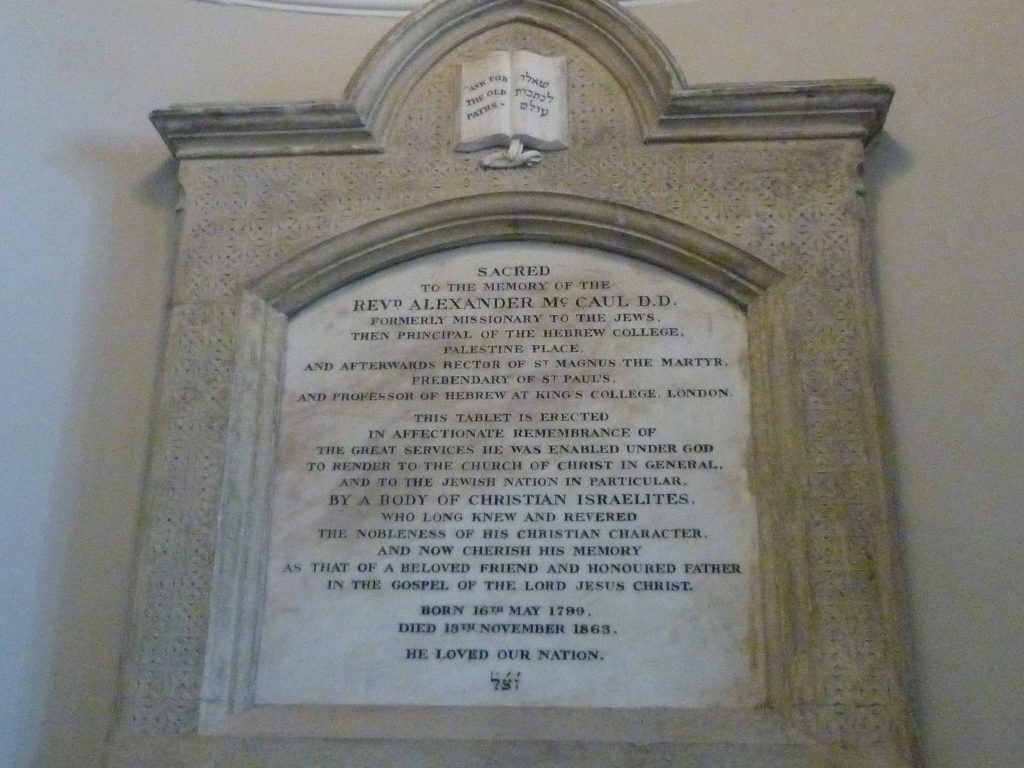 "ASK FOR
THE OLD
PATHS."
שאלו
לנתבות
עולם
SACRED
TO THE MEMORY OF THE
REVD ALEXANDER Mc CAUL D.D.
FORMERLY MISSIONARY TO THE JEWS,
THEN PRINCIPAL OF THE HEBREW COLLEGE,
PALESTINE PLACE,
AND AFTERWARDS RECTOR OF ST MAGNUS THE MARTYR,
PREBENDARY OF ST PAUL'S,
AND PROFESSOR OF HEBREW AT KING'S COLLEGE, LONDON.
THIS TABLET IS ERECTED
IN AFFECTIONATE REMEMBRANCE OF
THE GREAT SERVICES HE WAS ENABLED UNDER GOD
TO RENDER TO THE CHURCH OF CHRIST IN GENERAL,
AND TO THE JEWISH NATION IN PARTICULAR,
BY A BODY OF CHRISTIAN ISRAELITES,
WHO LONG KNEW AND REVERED
THE NOBLENESS OF HIS CHRISTIAN CHARACTER,
AND NOW CHERISH HIS MEMORY
AS THAT OF A BELOVED FRIEND AND HONOURED FATHER
IN THE GOSPEL OF THE LORD JESUS CHRIST.
BORN 16TH MAY 1799,
DIED 13TH NOVEMBER 1863.
HE LOVED OUR NATION.